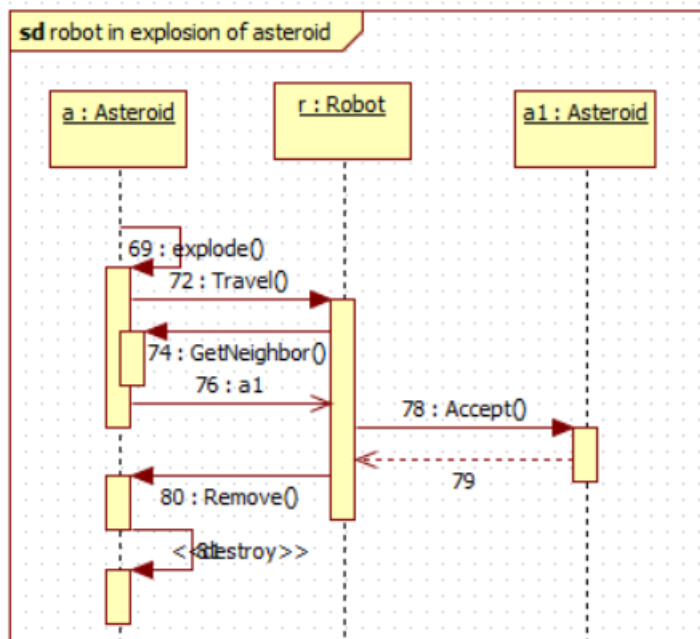 sd robot in explosion of asteroid
a : Asteroid
r : Robot
a1 : Asteroid
69 : explode()
72 : Travel()
74 : GetNeighbor()
76 : a1
78 : Accept()
79
80 : Remove()
<<destroy>>